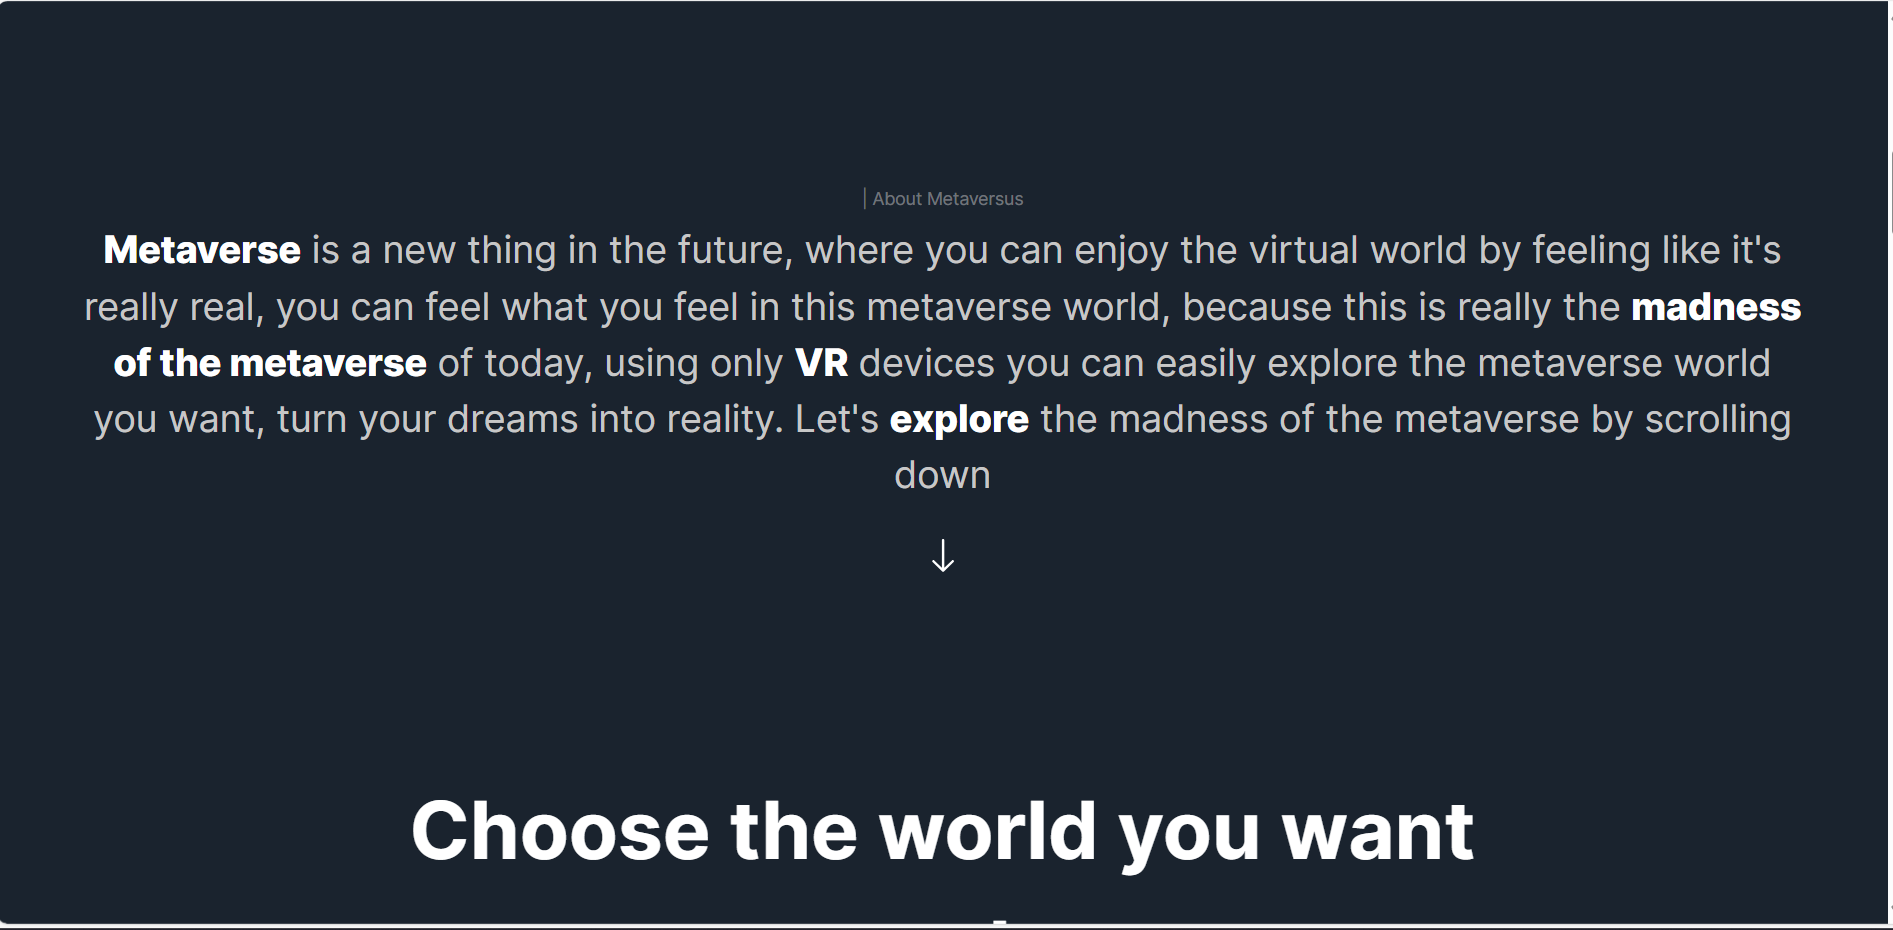 | About Metaversus
Metaverse is a new thing in the future, where you can enjoy the virtual world by feeling like it's
really real, you can feel what you feel in this metaverse world, because this is really the madness
of the metaverse of today, using only VR devices you can easily explore the metaverse world
you want, turn your dreams into reality. Let's explore the madness of the metaverse by scrolling
down
Choose the world you want